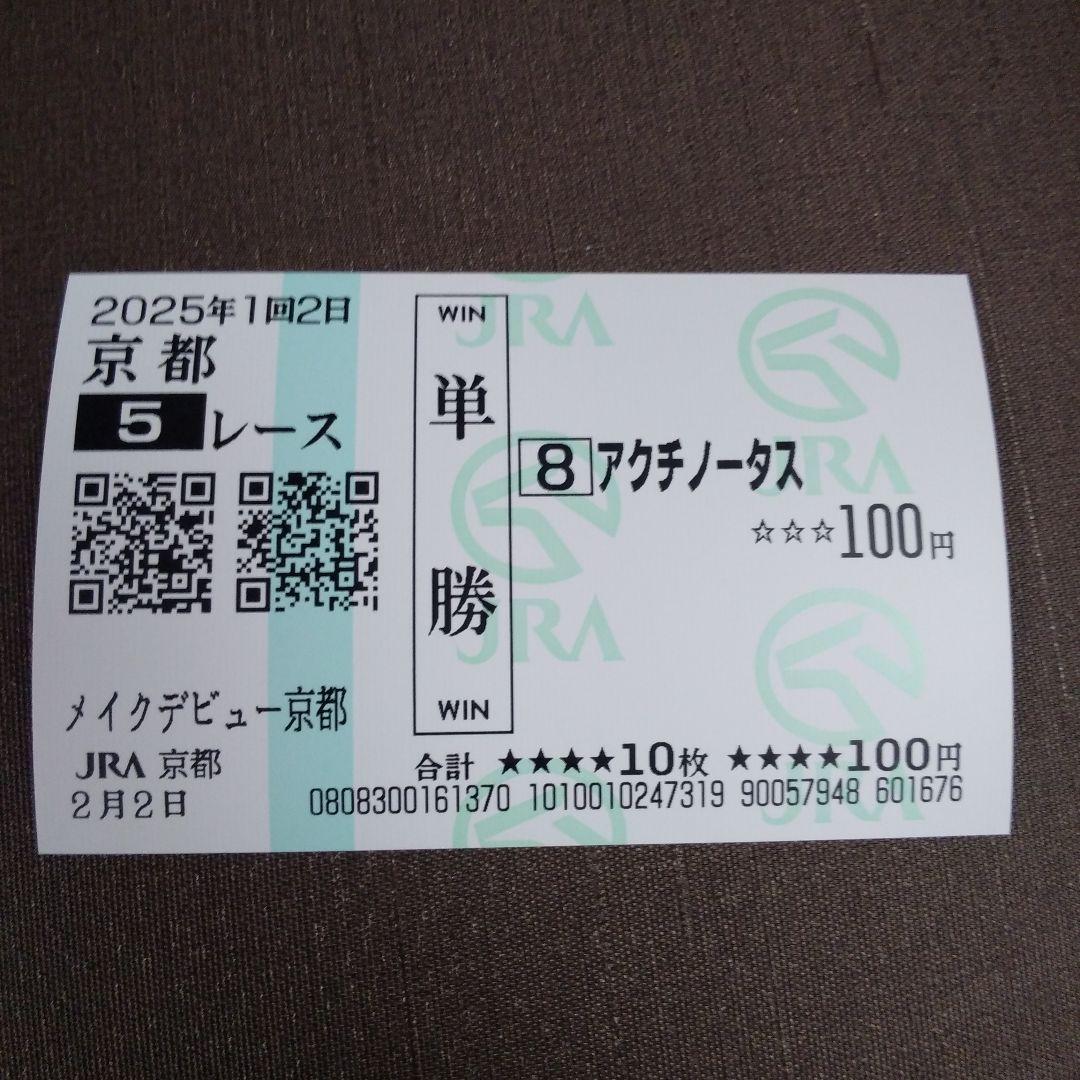 2025年1回2日
京都
5レース
WIN
単勝
WIN
8アクチノータス
☆☆☆100円
メイクデビュー京都
JRA 京都
2月2日
合計 ★★★★10枚 ★★★★100円
0808300161370 1010010247319 90057948 601676
JRA
JRA
JRA
JRA